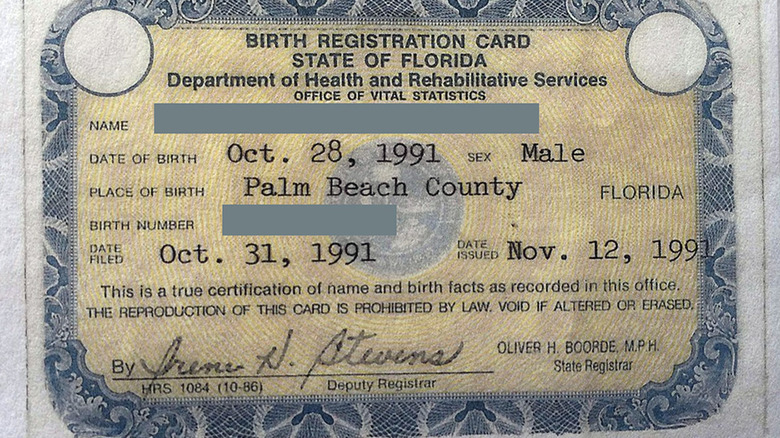 BIRTH REGISTRATION CARD
STATE OF FLORIDA
Department of Health and Rehabilitative Services
OFFICE OF VITAL STATISTICS
NAME
DATE OF BIRTH Oct. 28, 1991 SEX Male
PLACE OF BIRTH Palm Beach County FLORIDA
BIRTH NUMBER
DATE FILED Oct. 31, 1991 DATE ISSUED Nov. 12, 1991
This is a true certification of name and birth facts as recorded in this office.
THE REPRODUCTION OF THIS CARD IS PROHIBITED BY LAW. VOID IF ALTERED OR ERASED.
By Irene H. Stevens OLIVER H. BOORDE, M.P.H.
HRS 1084 (10-86) Deputy Registrar State Registrar